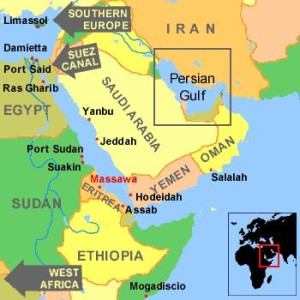 Limassol
SOUTHERN
EUROPE
IRAN
Damietta
SUEZ
CANAL
Port Said
Ras Gharib
Persian
Gulf
EGYPT
SAUDI ARABIA
Yanbu
Jeddah
OMAN
Port Sudan
Suakin
Salalah
YEMEN
Massawa
Hodeidah
ERITREA
Assab
SUDAN
ETHIOPIA
WEST
AFRICA
Mogadiscio